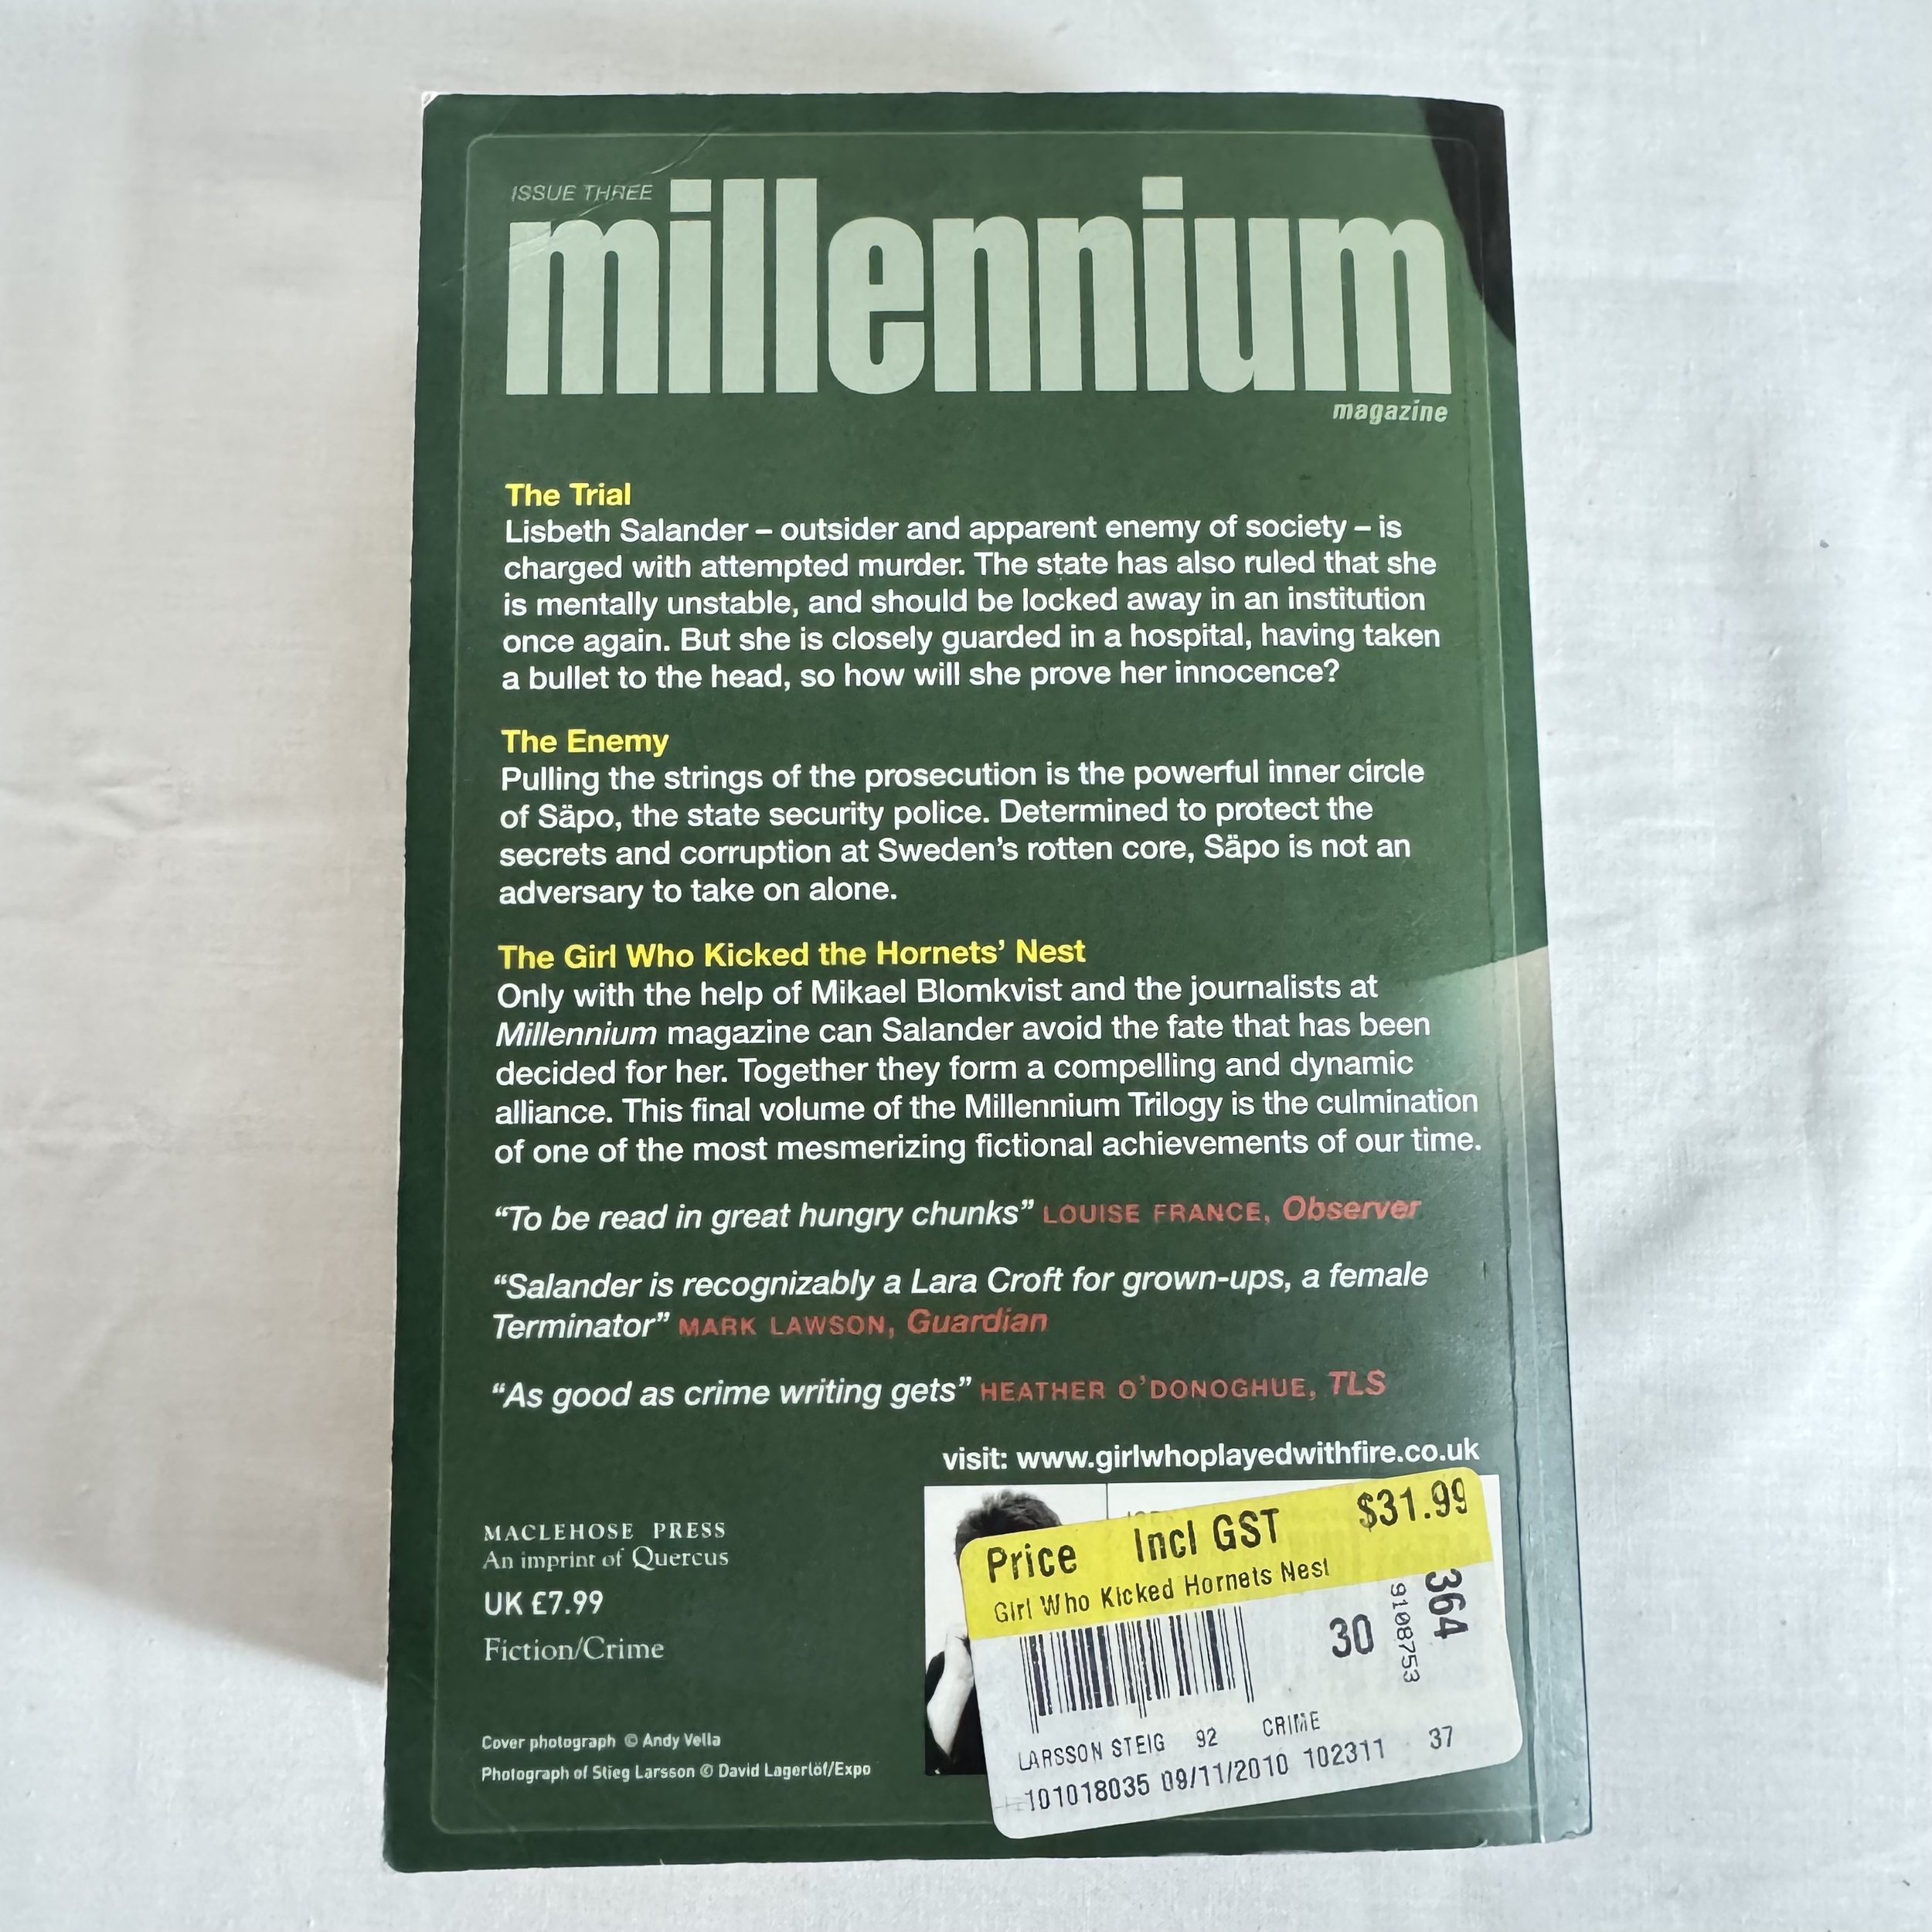 ISSUE THREE
millennium
magazine
The Trial
Lisbeth Salander – outsider and apparent enemy of society – is
charged with attempted murder. The state has also ruled that she
is mentally unstable, and should be locked away in an institution
once again. But she is closely guarded in a hospital, having taken
a bullet to the head, so how will she prove her innocence?
The Enemy
Pulling the strings of the prosecution is the powerful inner circle
of Säpo, the state security police. Determined to protect the
secrets and corruption at Sweden’s rotten core, Säpo is not an
adversary to take on alone.
The Girl Who Kicked the Hornets’ Nest
Only with the help of Mikael Blomkvist and the journalists at
Millennium magazine can Salander avoid the fate that has been
decided for her. Together they form a compelling and dynamic
alliance. This final volume of the Millennium Trilogy is the culmination
of one of the most mesmerizing fictional achievements of our time.
“To be read in great hungry chunks” LOUISE FRANCE, Observer
“Salander is recognizably a Lara Croft for grown-ups, a female
Terminator” MARK LAWSON, Guardian
“As good as crime writing gets” HEATHER O’DONOGHUE, TLS
visit: www.girlwhoplayedwithfire.co.uk
MACLEHOSE PRESS
An imprint of Quercus
UK £7.99
Fiction/Crime
Cover photograph © Andy Vella
Photograph of Stieg Larsson © David Lagerlöf/Expo
Price Incl GST $31.99
Girl Who Kicked Hornets Nest
30
9108753
364
LARSSON STEIG 92 CRIME
101018035 09/11/2010 102311 37